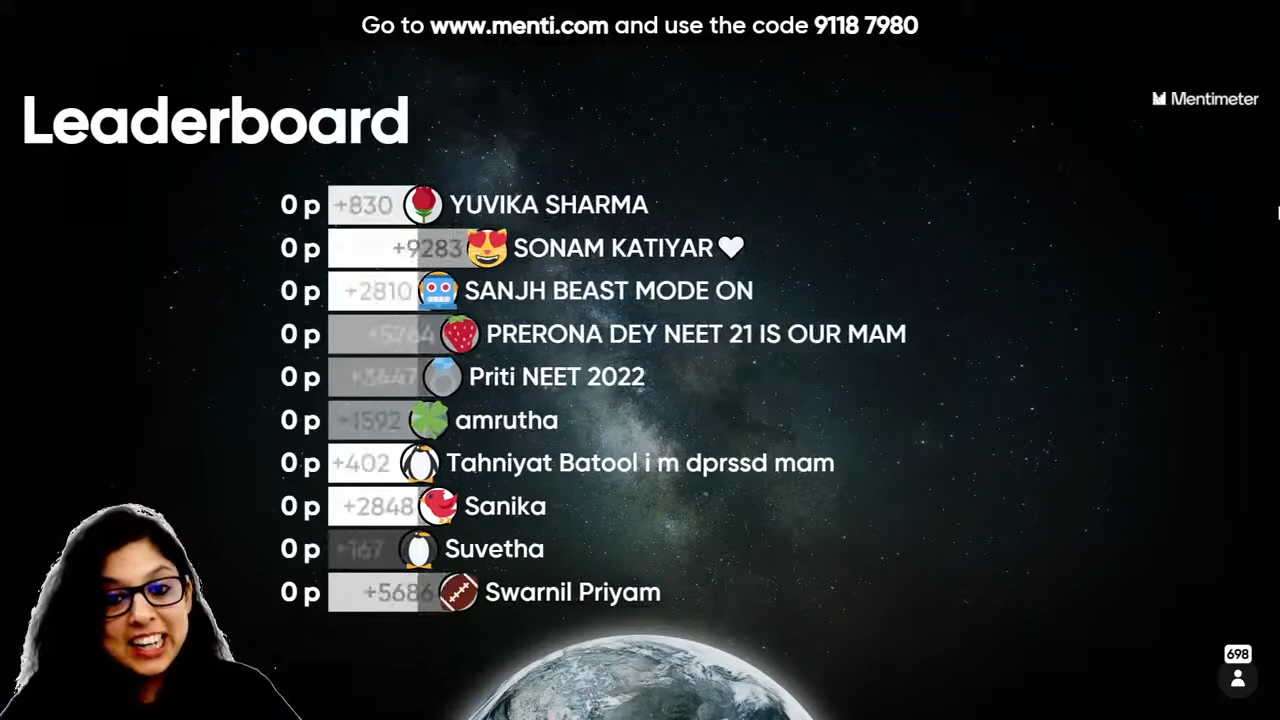 Go to www.menti.com and use the code 9118 7980
Leaderboard
Mentimeter
0 p +830 YUVIKA SHARMA
0 p +9283 SONAM KATIYAR
0 p +2810 SANJH BEAST MODE ON
0 p PRERONA DEY NEET 21 IS OUR MAM
0 p Priti NEET 2022
0 p amrutha
0 p +402 Tahniyat Batool i m dprssd mam
0 p +2848 Sanika
0 p +167 Suvetha
0 p +5686 Swarnil Priyam
698